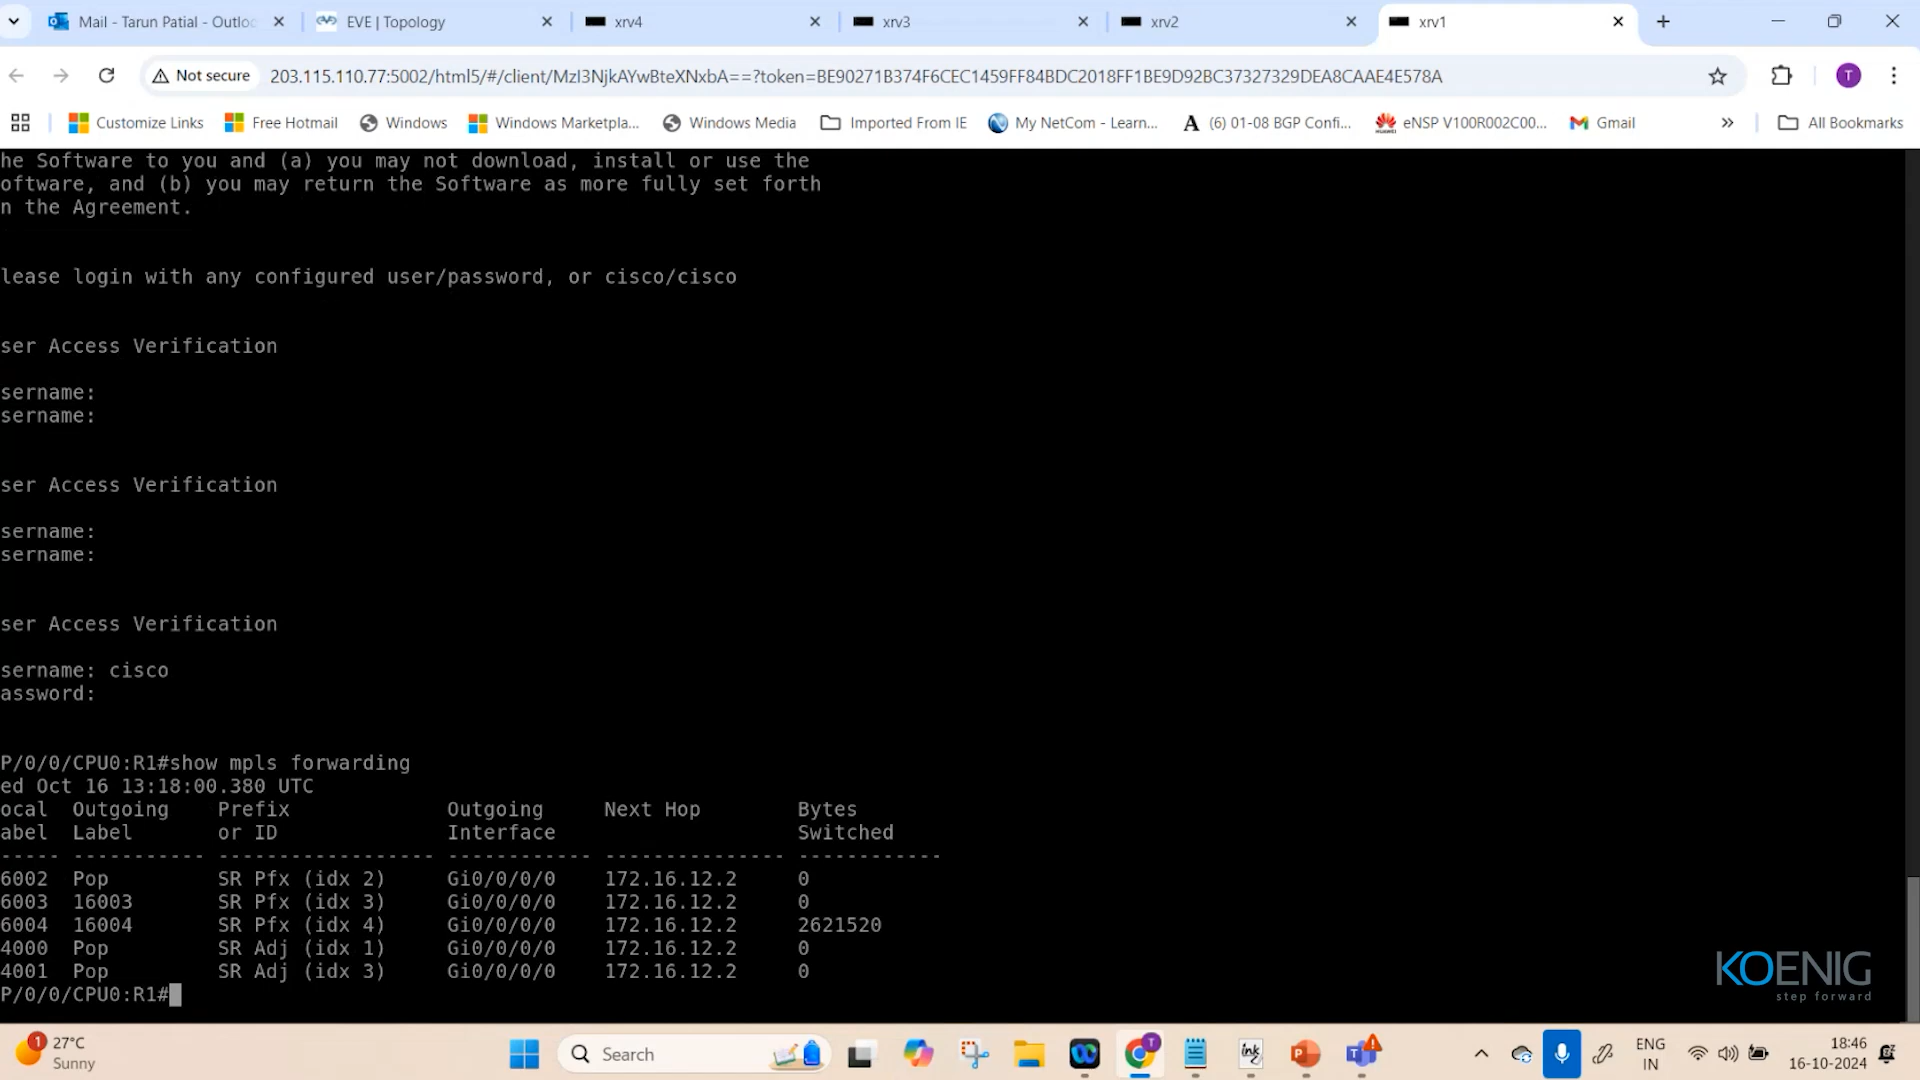 Mail - Tarun Patial - Outlo
EVE | Topology
xrv4
xrv3
xrv2
xrv1
Not secure
203.115.110.77:5002/html5/#/client/MzI3NjkAYwBteXNxbA==?token=BE90271B374F6CEC1459FF84BDC2018FF1BE9D92BC37327329DEA8CAAE4E578A
T
Customize Links
Free Hotmail
Windows
Windows Marketpla...
Windows Media
Imported From IE
My NetCom - Learn...
(6) 01-08 BGP Confi...
eNSP V100R002C00...
Gmail
All Bookmarks
he Software to you and (a) you may not download, install or use the
oftware, and (b) you may return the Software as more fully set forth
n the Agreement.
lease login with any configured user/password, or cisco/cisco
ser Access Verification
sername:
sername:
ser Access Verification
sername:
sername:
ser Access Verification
sername: cisco
assword:
P/0/0/CPU0:R1#show mpls forwarding
ed Oct 16 13:18:00.380 UTC
ocal Outgoing Prefix Outgoing Next Hop Bytes
abel Label or ID Interface Switched
----- ----------- ------------------ ------------ --------------- ------------
6002 Pop SR Pfx (idx 2) Gi0/0/0/0 172.16.12.2 0
6003 16003 SR Pfx (idx 3) Gi0/0/0/0 172.16.12.2 0
6004 16004 SR Pfx (idx 4) Gi0/0/0/0 172.16.12.2 2621520
4000 Pop SR Adj (idx 1) Gi0/0/0/0 172.16.12.2 0
4001 Pop SR Adj (idx 3) Gi0/0/0/0 172.16.12.2 0
P/0/0/CPU0:R1#
KOENIG
step forward
1
27°C
Sunny
Search
T
ink
ENG
IN
18:46
16-10-2024